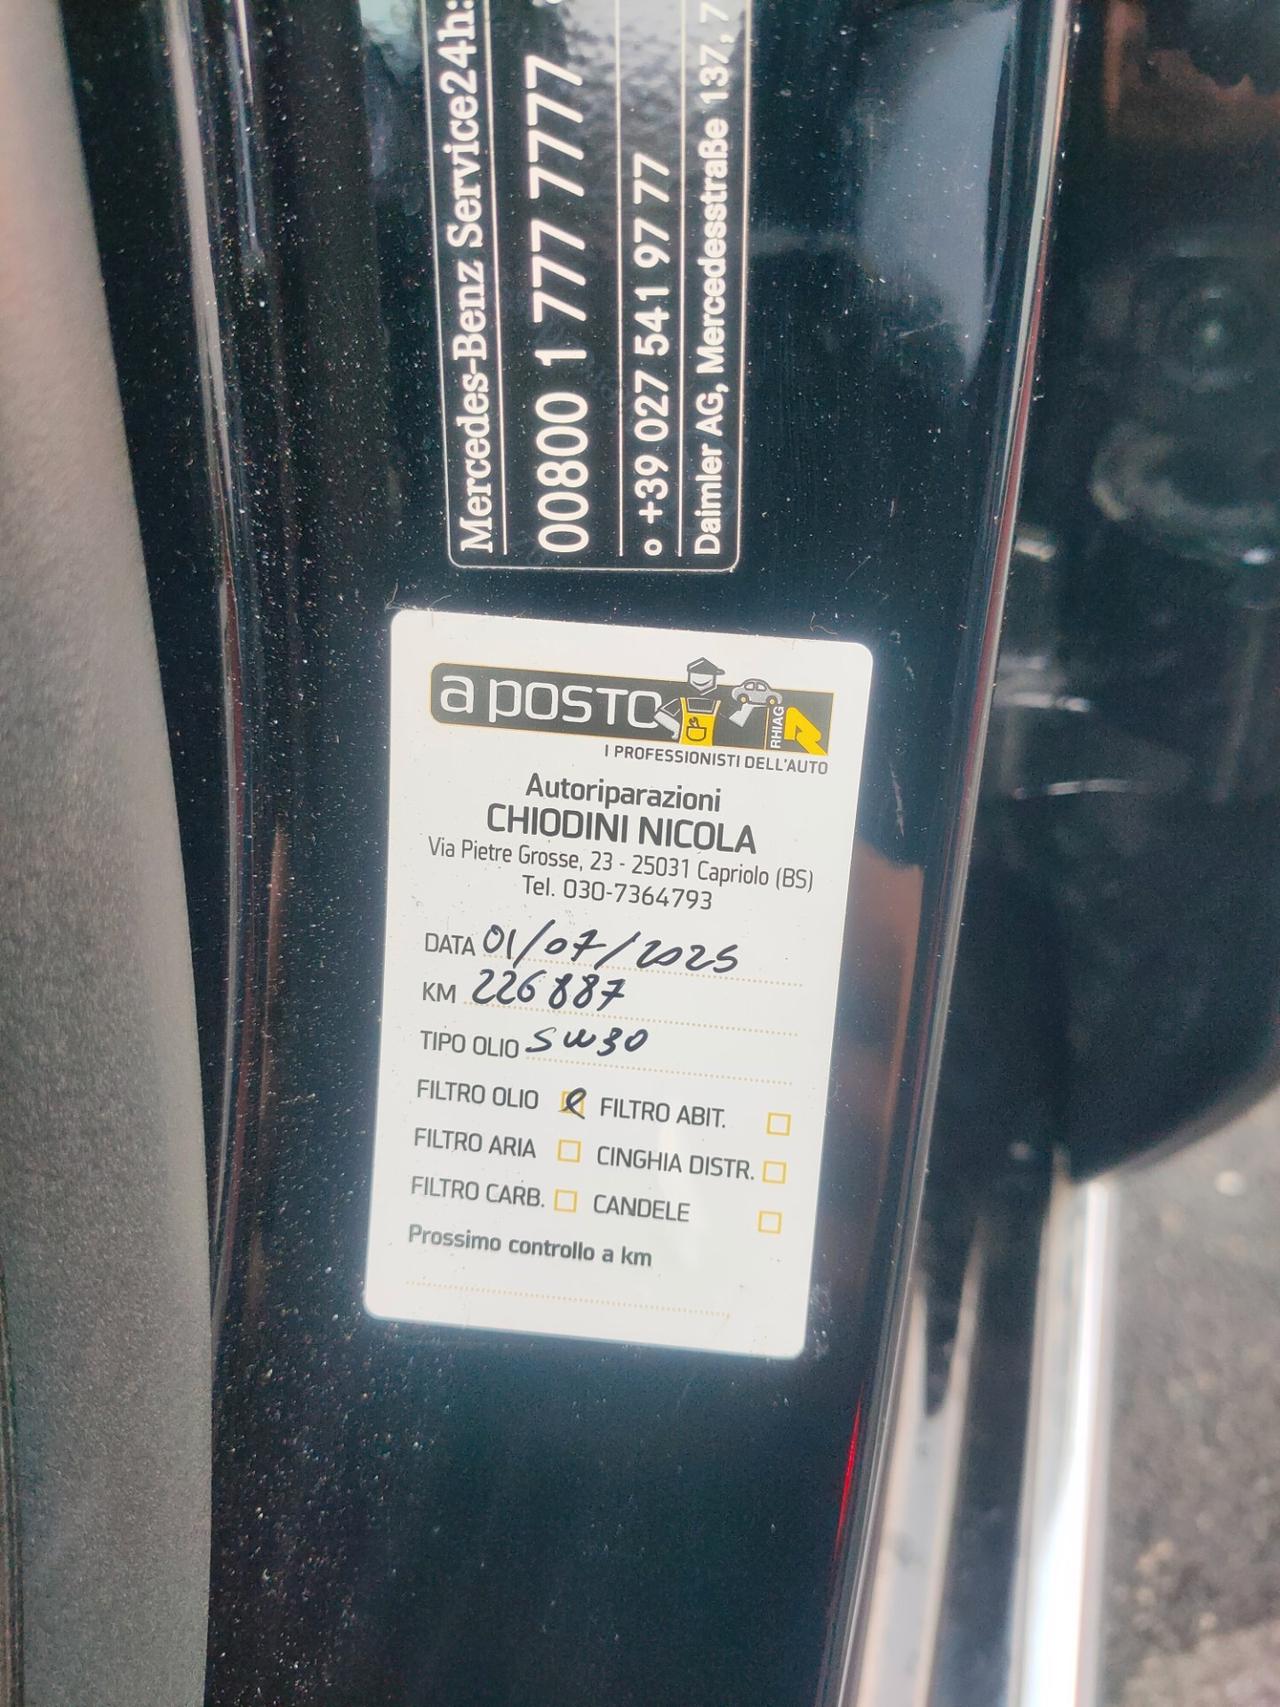 Mercedes-Benz Service24h:
00800 1 777 7777
o +39 027 541 97 77
Daimler AG, Mercedesstraße 137, 7
a posto
RHIAG
I PROFESSIONISTI DELL'AUTO
Autoriparazioni
CHIODINI NICOLA
Via Pietre Grosse, 23 - 25031 Capriolo (BS)
Tel. 030-7364793
DATA 01/07/2025
KM 226887
TIPO OLIO 5W30
FILTRO OLIO FILTRO ABIT.
FILTRO ARIA CINGHIA DISTR.
FILTRO CARB. CANDELE
Prossimo controllo a km